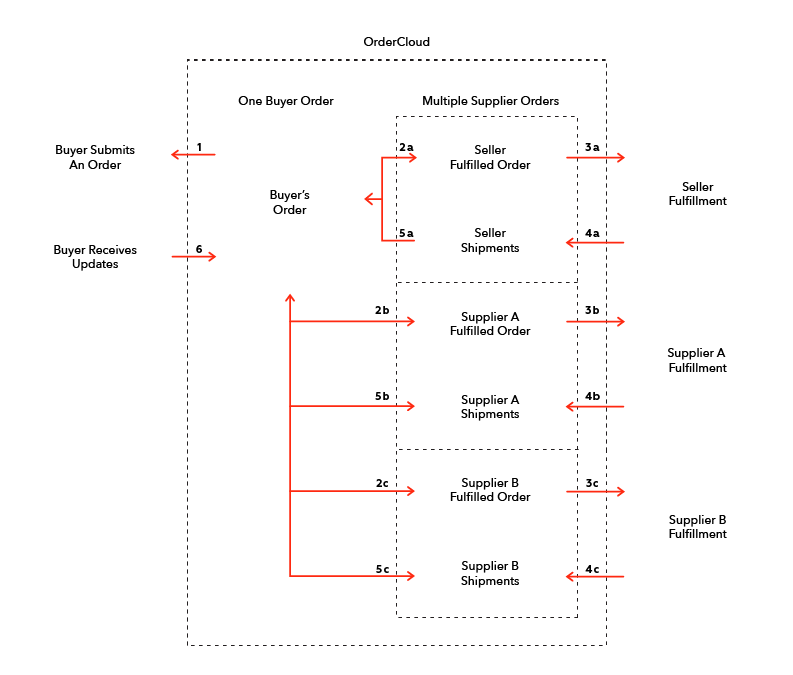 OrderCloud
One Buyer Order
Multiple Supplier Orders
Buyer Submits
An Order
1
Buyer Receives
Updates
6
Buyer's
Order
2a
Seller
Fulfilled Order
3a
5a
Seller
Shipments
4a
Seller
Fulfillment
2b
Supplier A
Fulfilled Order
3b
5b
Supplier A
Shipments
4b
Supplier A
Fulfillment
2c
Supplier B
Fulfilled Order
3c
5c
Supplier B
Shipments
4c
Supplier B
Fulfillment